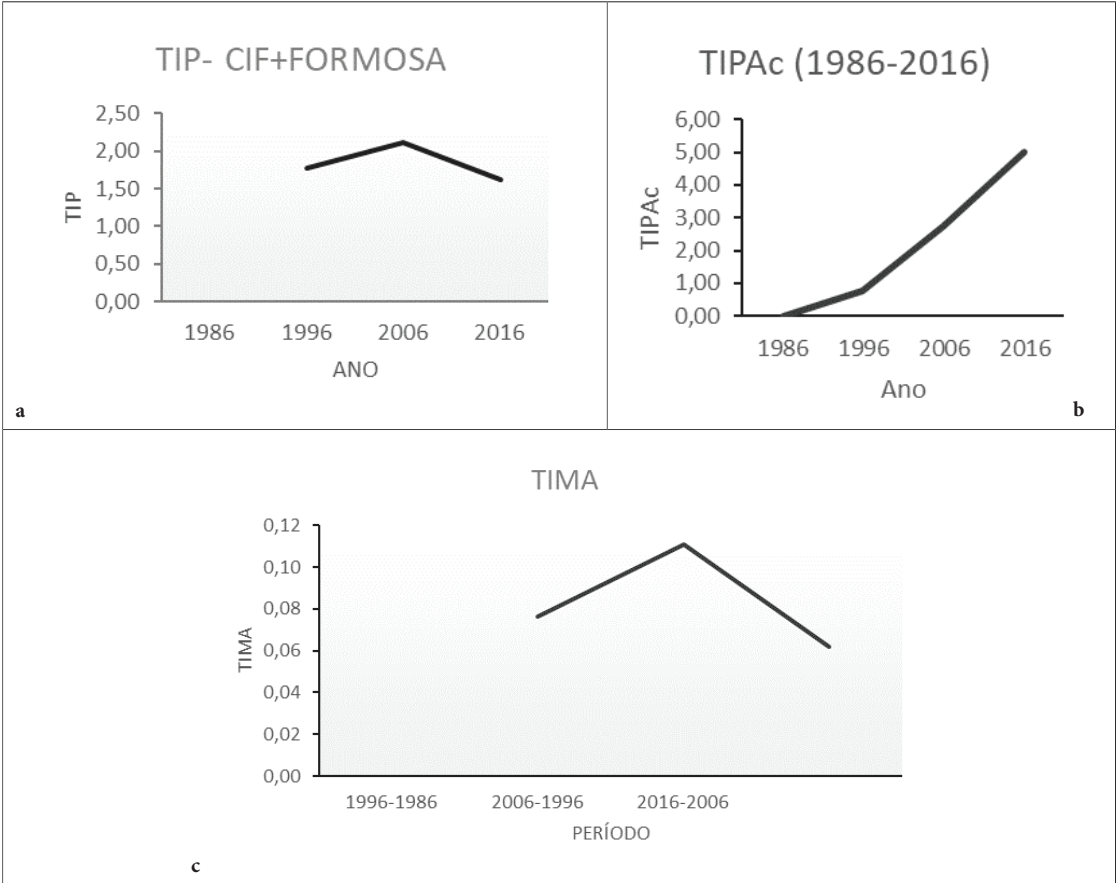 TIP- CIF+FORMOSA
2,50
2,00
1,50
1,00
0,50
0,00
TIP
1986 1996 2006 2016
ANO
a
TIPAc (1986-2016)
6,00
5,00
4,00
3,00
2,00
1,00
0,00
TIPAc
1986 1996 2006 2016
Ano
b
TIMA
0,12
0,10
0,08
0,06
0,04
0,02
0,00
TIMA
1996-1986 2006-1996 2016-2006
PERÍODO
c